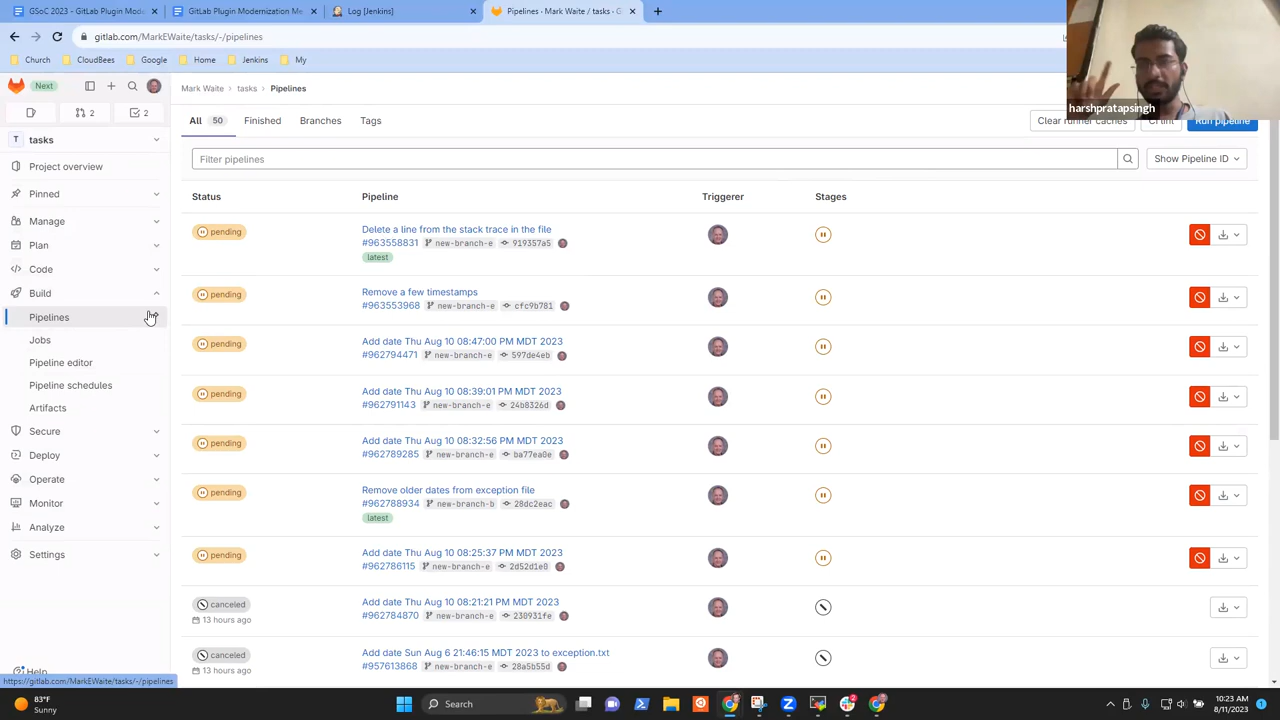 GSoC 2023 - GitLab Plugin Mode
GSoC 2023 - GitLab Plugin Modernization Me
Log [Jenkins]
Pipelines · Mark Waite / tasks · G
gitlab.com/MarkEWaite/tasks/-/pipelines
Church
CloudBees
Google
Home
Jenkins
My
harshpratapsingh
Next
2
2
T tasks
Project overview
Pinned
Manage
Plan
Code
Build
Pipelines
Jobs
Pipeline editor
Pipeline schedules
Artifacts
Secure
Deploy
Operate
Monitor
Analyze
Settings
Help
https://gitlab.com/MarkEWaite/tasks/-/pipelines
Mark Waite › tasks › Pipelines
All 50 Finished Branches Tags
Clear runner caches CI lint Run pipeline
Filter pipelines
Show Pipeline ID
Status Pipeline Triggerer Stages
pending
Delete a line from the stack trace in the file
#963558831 new-branch-e 919357a5
latest
pending
Remove a few timestamps
#963553968 new-branch-e cfc9b781
pending
Add date Thu Aug 10 08:47:00 PM MDT 2023
#962794471 new-branch-e 597de4eb
pending
Add date Thu Aug 10 08:39:01 PM MDT 2023
#962791143 new-branch-e 24b8326d
pending
Add date Thu Aug 10 08:32:56 PM MDT 2023
#962789285 new-branch-e ba77ea0e
pending
Remove older dates from exception file
#962788934 new-branch-b 28dc2eac
latest
pending
Add date Thu Aug 10 08:25:37 PM MDT 2023
#962786115 new-branch-e 2d52d1e8
canceled
13 hours ago
Add date Thu Aug 10 08:21:21 PM MDT 2023
#962784870 new-branch-e 230931fe
canceled
13 hours ago
Add date Sun Aug 6 21:46:15 MDT 2023 to exception.txt
#957613868 new-branch-e 28a5b55d
83°F
Sunny
Search
10:23 AM
8/11/2023